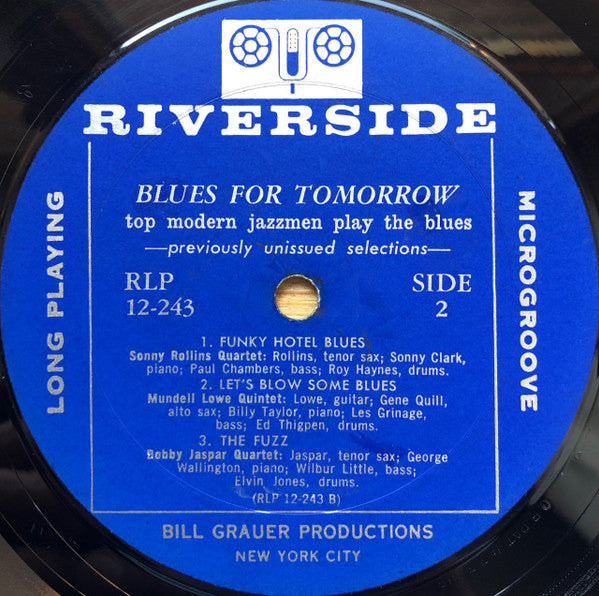 RIVERSIDE
LONG PLAYING
MICROGROOVE
BLUES FOR TOMORROW
top modern jazzmen play the blues
—previously unissued selections—
RLP
12-243
SIDE
2
1. FUNKY HOTEL BLUES
Sonny Rollins Quartet: Rollins, tenor sax; Sonny Clark,
piano; Paul Chambers, bass; Roy Haynes, drums.
2. LET'S BLOW SOME BLUES
Mundell Lowe Quintet: Lowe, guitar; Gene Quill,
alto sax; Billy Taylor, piano; Les Grinage,
bass; Ed Thigpen, drums.
3. THE FUZZ
Bobby Jaspar Quartet: Jaspar, tenor sax; George
Wallington, piano; Wilbur Little, bass;
Elvin Jones, drums.
(RLP 12-243 B)
BILL GRAUER PRODUCTIONS
NEW YORK CITY